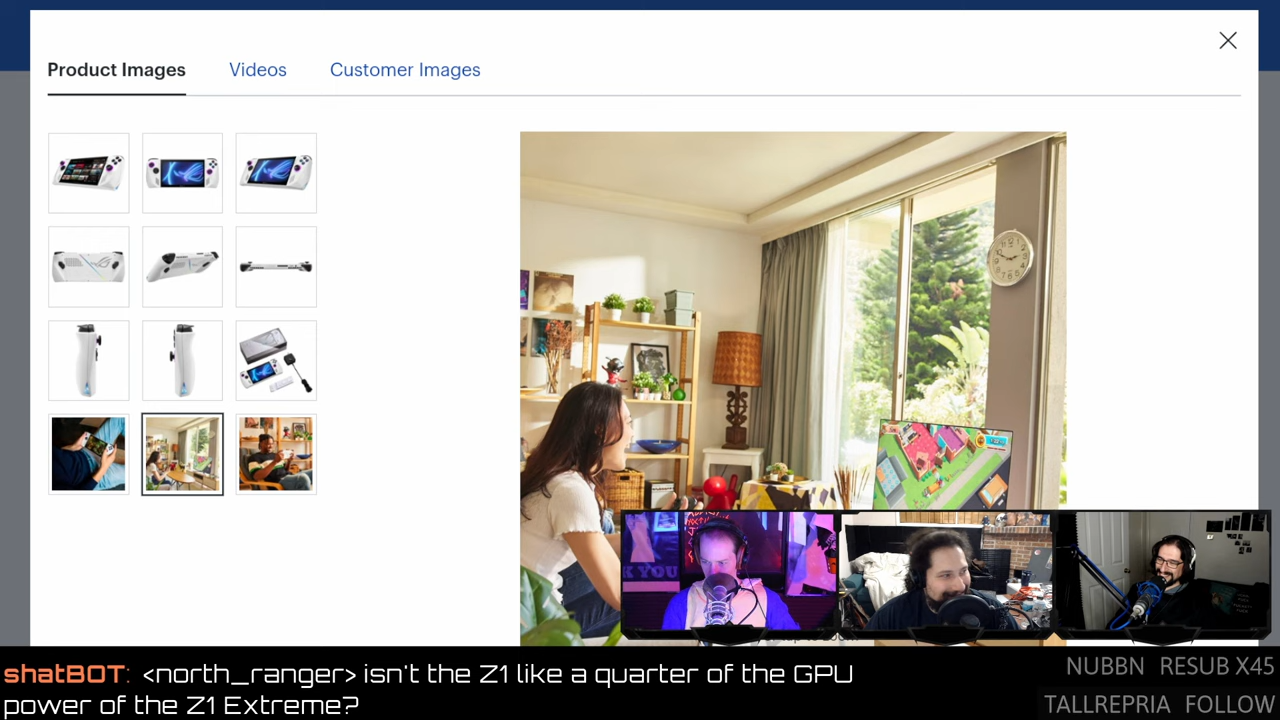 Product Images
Videos
Customer Images
K YOU
shatBOT: <north_ranger> isn't the Z1 like a quarter of the GPU
power of the Z1 Extreme?
NUBBN RESUB X45
TALLREPRIA FOLLOW